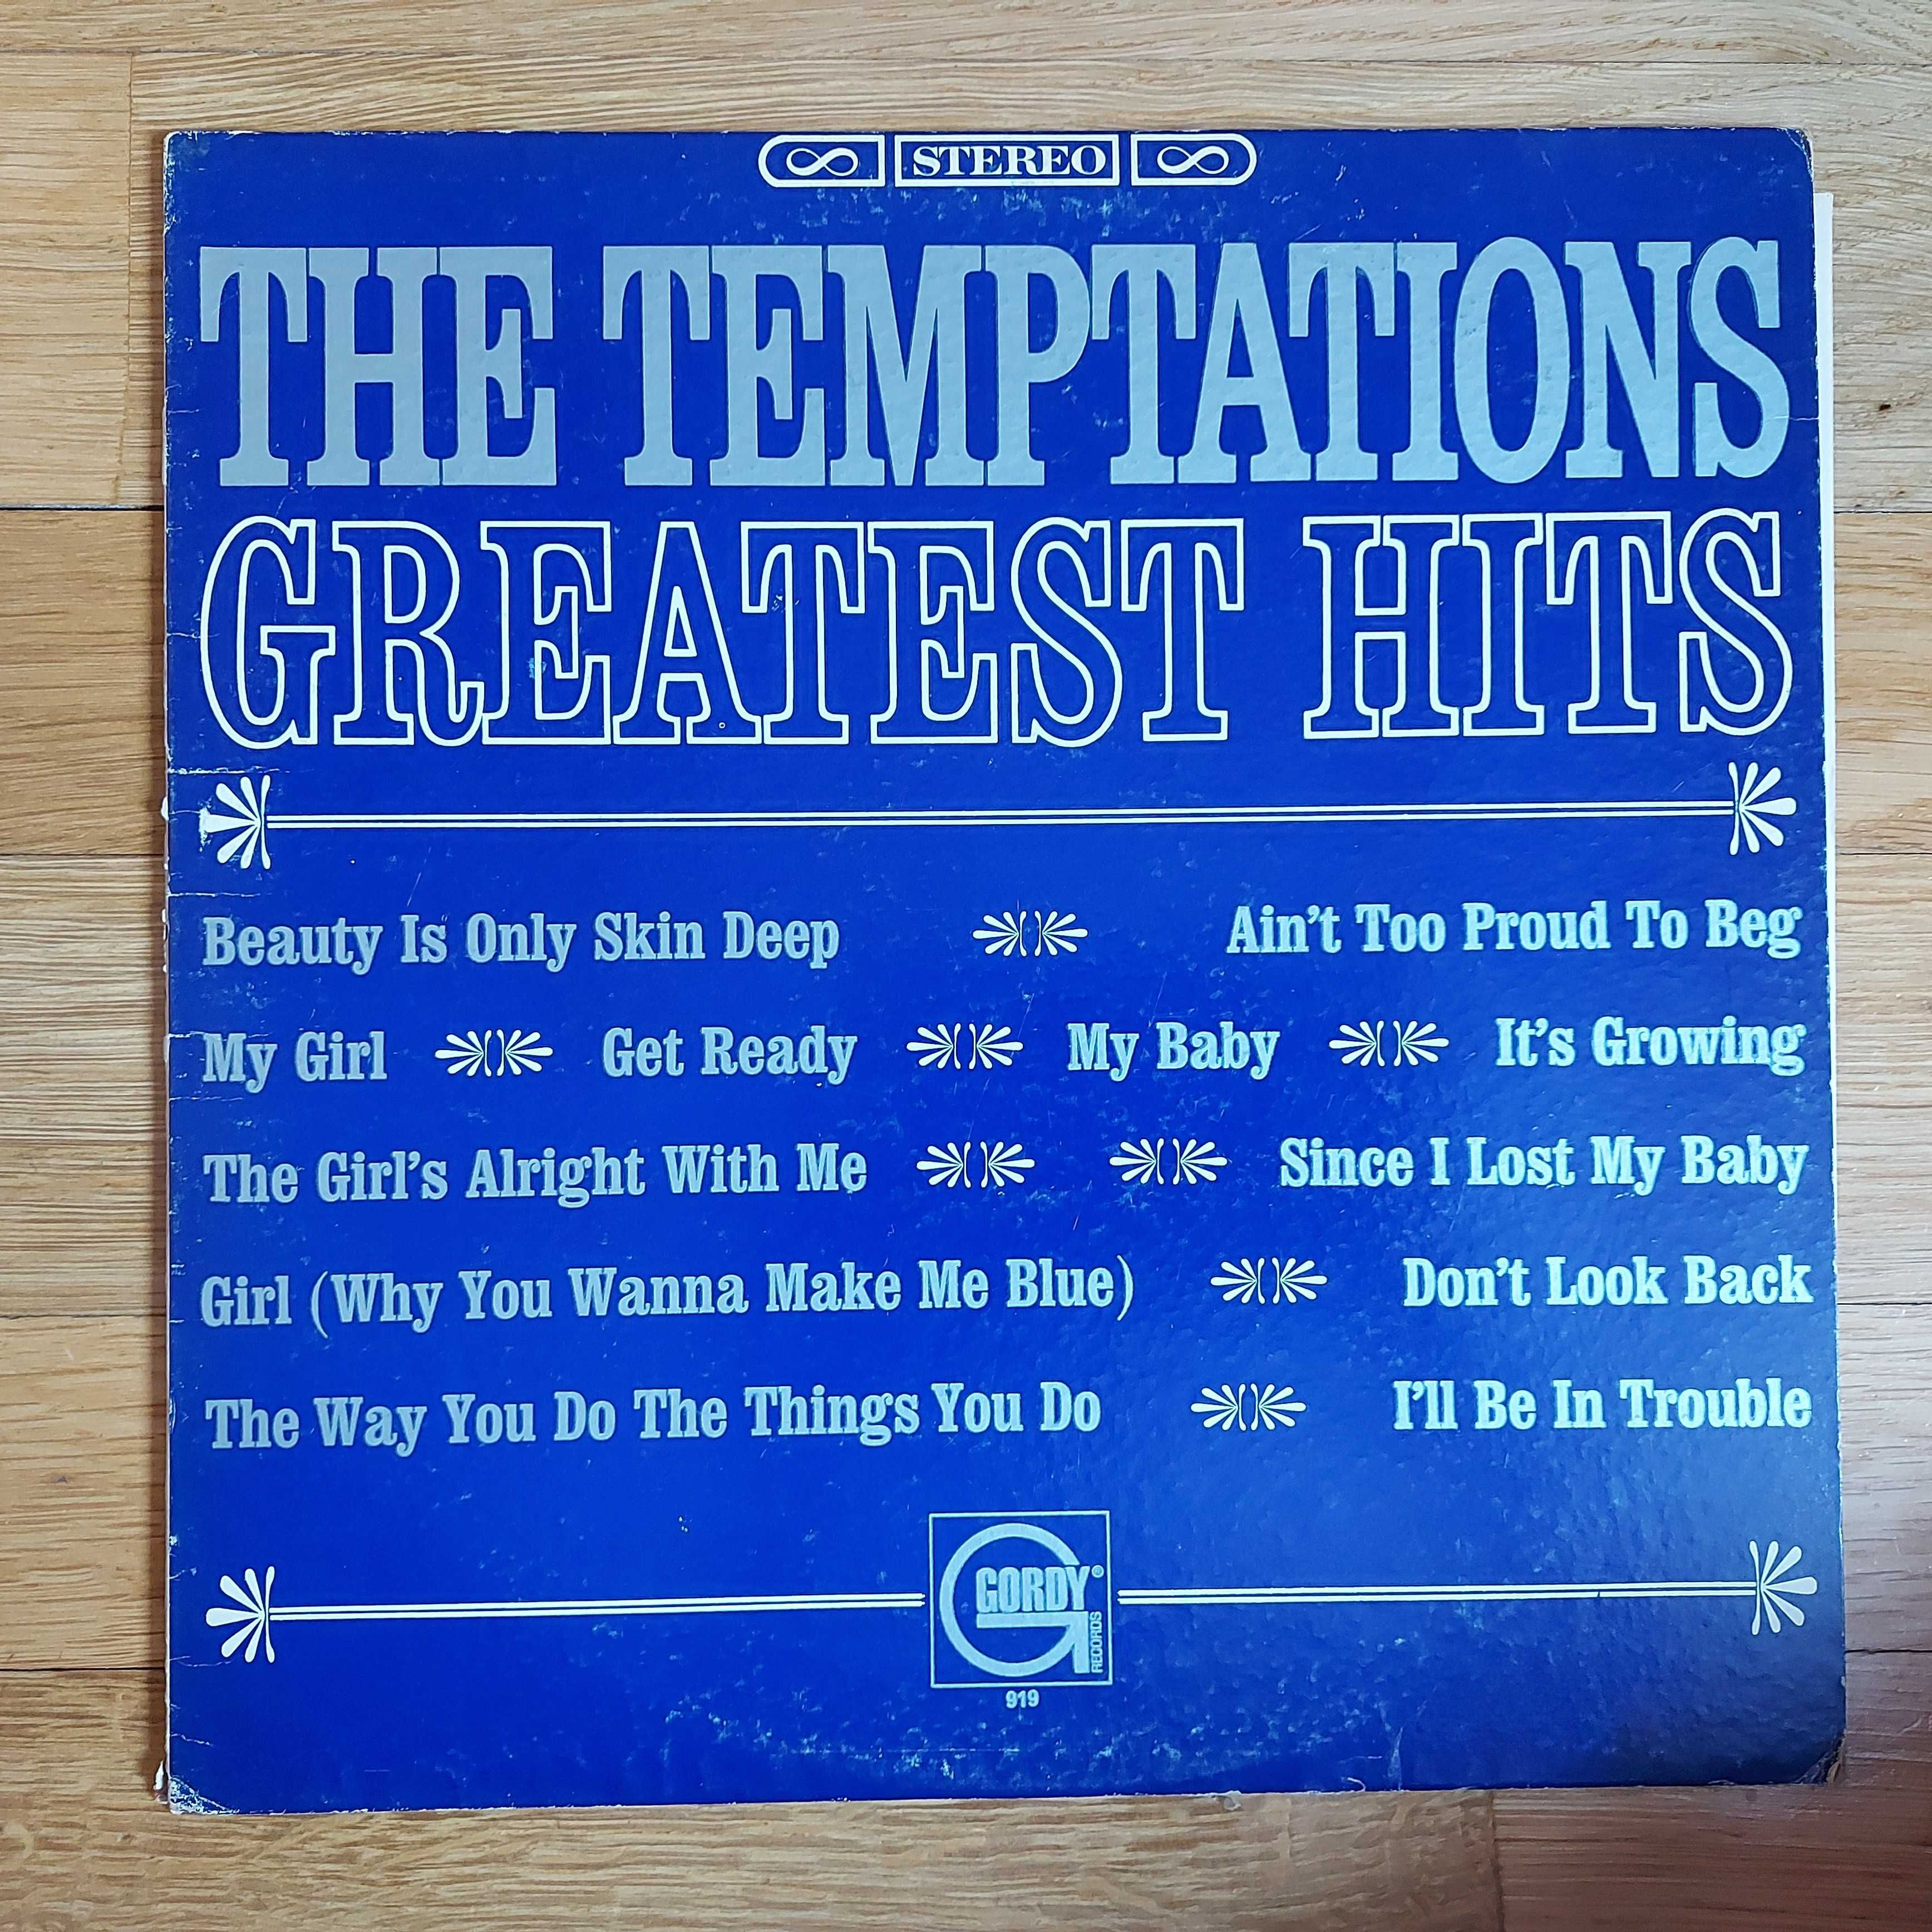 ∞ STEREO ∞
THE TEMPTATIONS
GREATEST HITS
Beauty Is Only Skin Deep Ain't Too Proud To Beg
My Girl Get Ready My Baby It's Growing
The Girl's Alright With Me Since I Lost My Baby
Girl (Why You Wanna Make Me Blue) Don't Look Back
The Way You Do The Things You Do I'll Be In Trouble
G
GORDY®
RECORDS
919